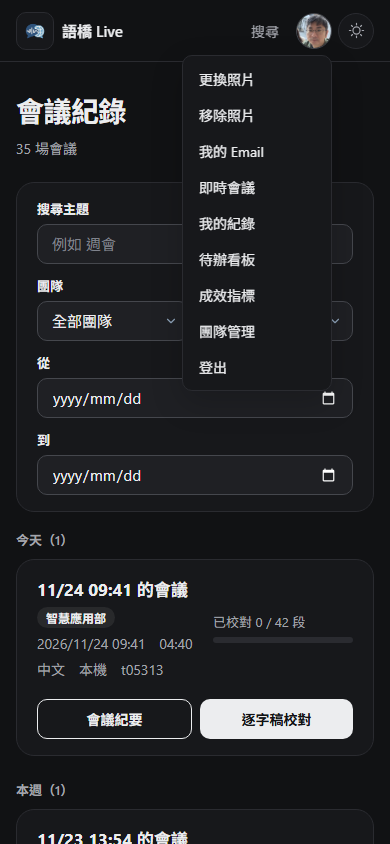 語橋 Live
搜尋
更換照片
移除照片
我的 Email
即時會議
我的紀錄
待辦看板
成效指標
團隊管理
登出
會議紀錄
35 場會議
搜尋主題
例如 週會
團隊
全部團隊
從
yyyy/mm/dd
到
yyyy/mm/dd
今天（1）
11/24 09:41 的會議
智慧應用部
2026/11/24 09:41 04:40
中文 本機 t05313
已校對 0 / 42 段
會議紀要
逐字稿校對
本週（1）
11/23 13:54 的會議